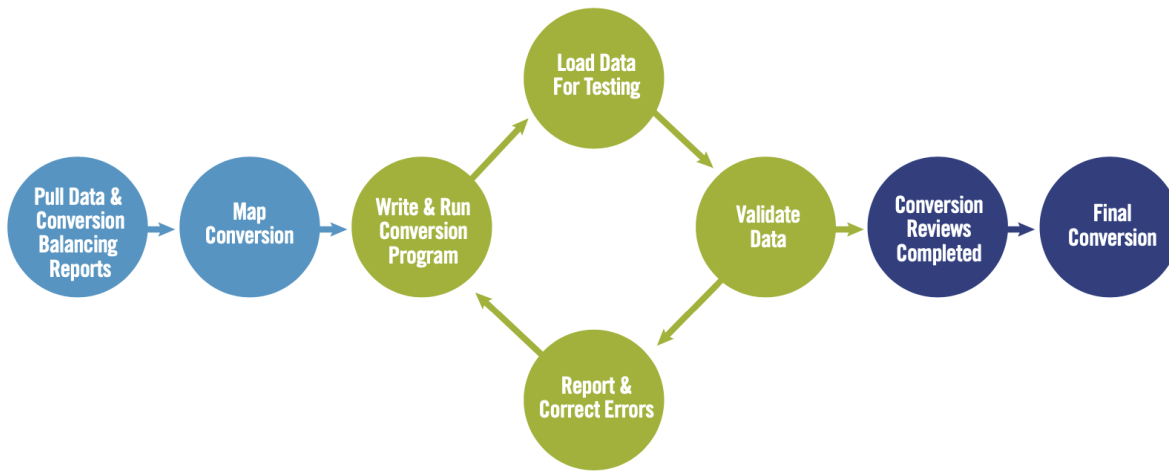 Pull Data &
Conversion
Balancing
Reports
Map
Conversion
Write & Run
Conversion
Program
Load Data
For Testing
Validate
Data
Report &
Correct Errors
Conversion
Reviews
Completed
Final
Conversion